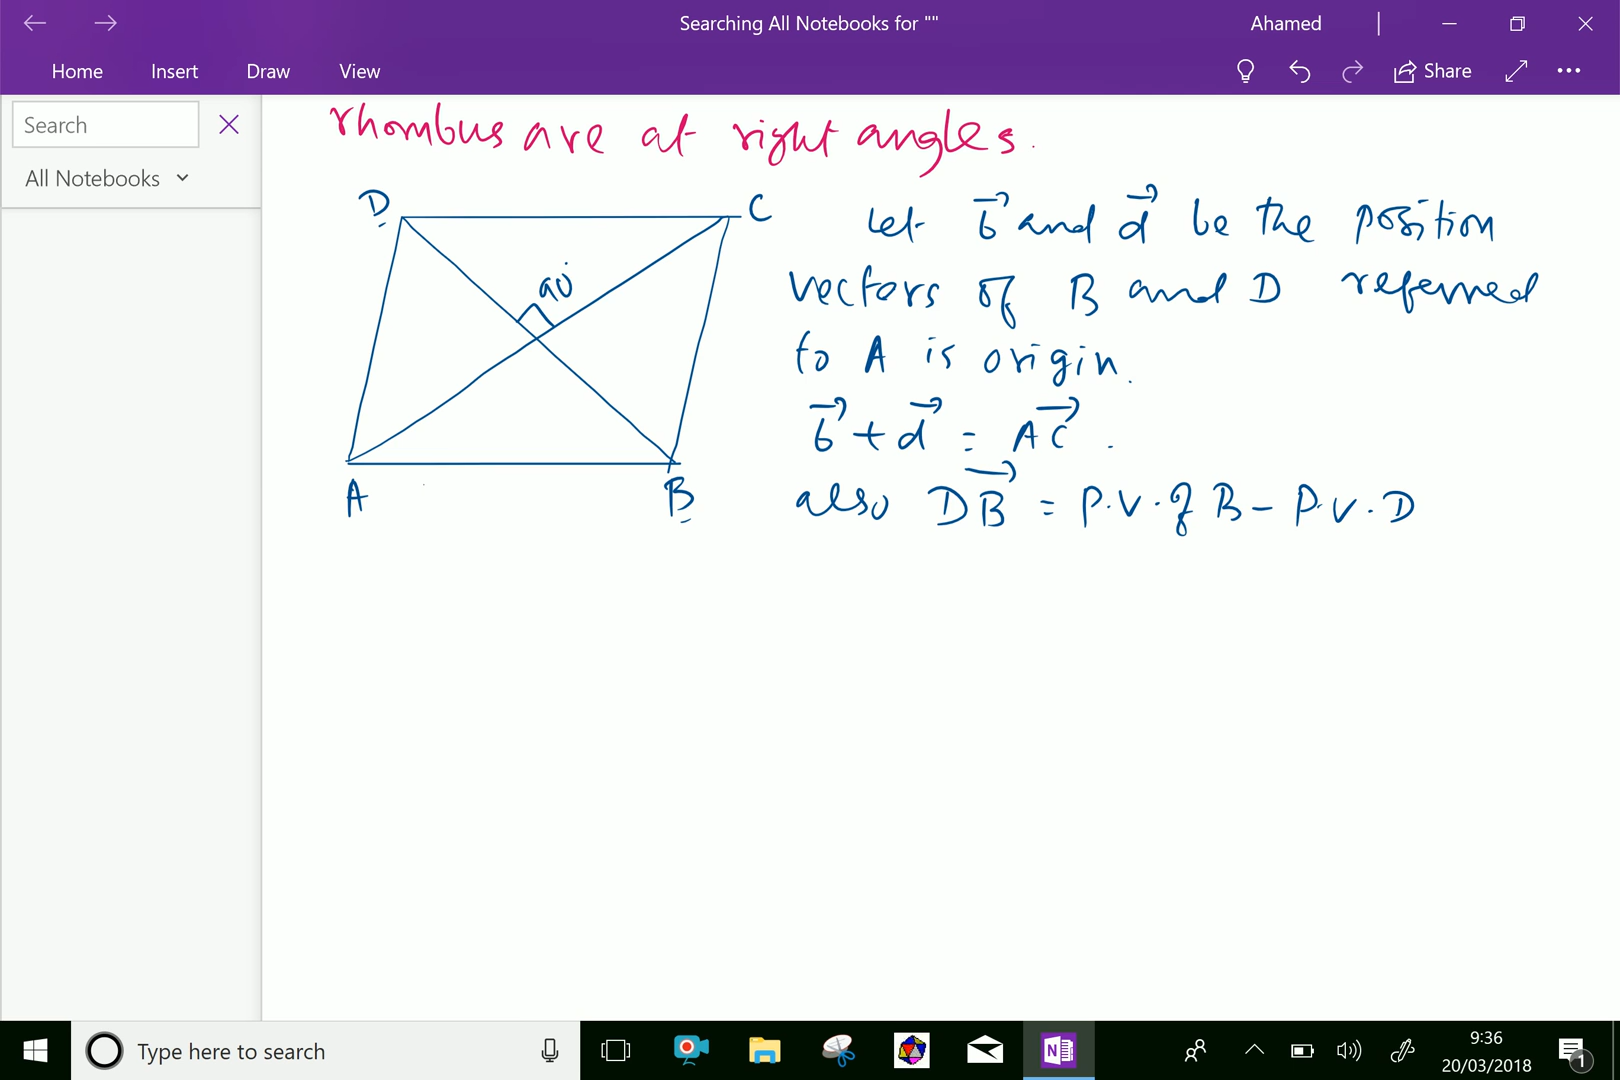 Searching All Notebooks for ""
Ahamed
Home Insert Draw View
Share
Search
All Notebooks
rhombus are at right angles.
D C
90°
A B
Let b⃗ and d⃗ be the position
vectors of B and D referred
to A is origin.
b⃗ + d⃗ = AC⃗ .
also DB⃗ = P.V. of B - P.V. D
Type here to search
N
9:36
20/03/2018
1